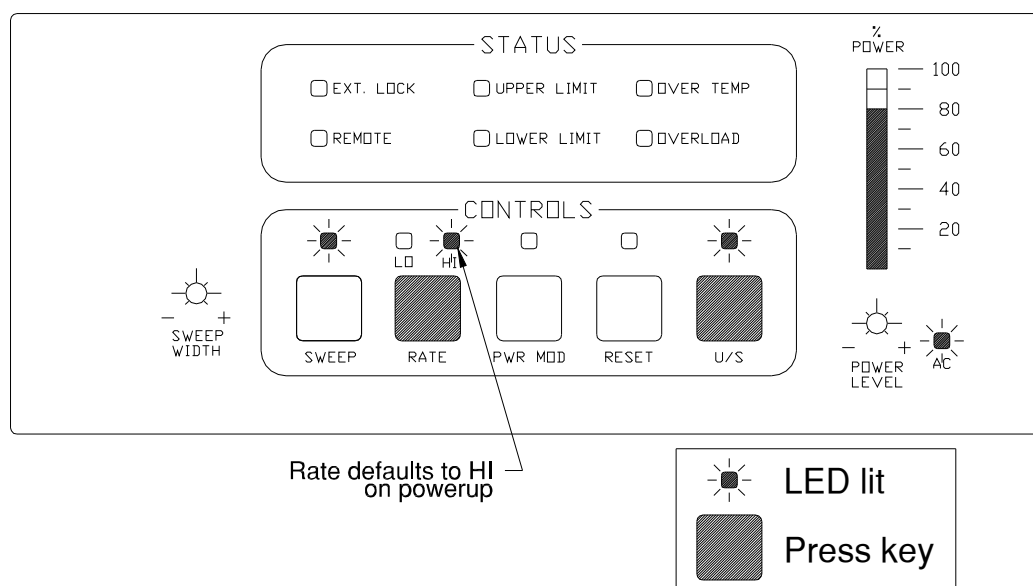 STATUS
EXT. LOCK
UPPER LIMIT
OVER TEMP
REMOTE
LOWER LIMIT
OVERLOAD
%
POWER
100
80
60
40
20
CONTROLS
LO
HI
SWEEP
RATE
PWR MOD
RESET
U/S
- +
SWEEP
WIDTH
- +
POWER
LEVEL
AC
Rate defaults to HI
on powerup
LED lit
Press key